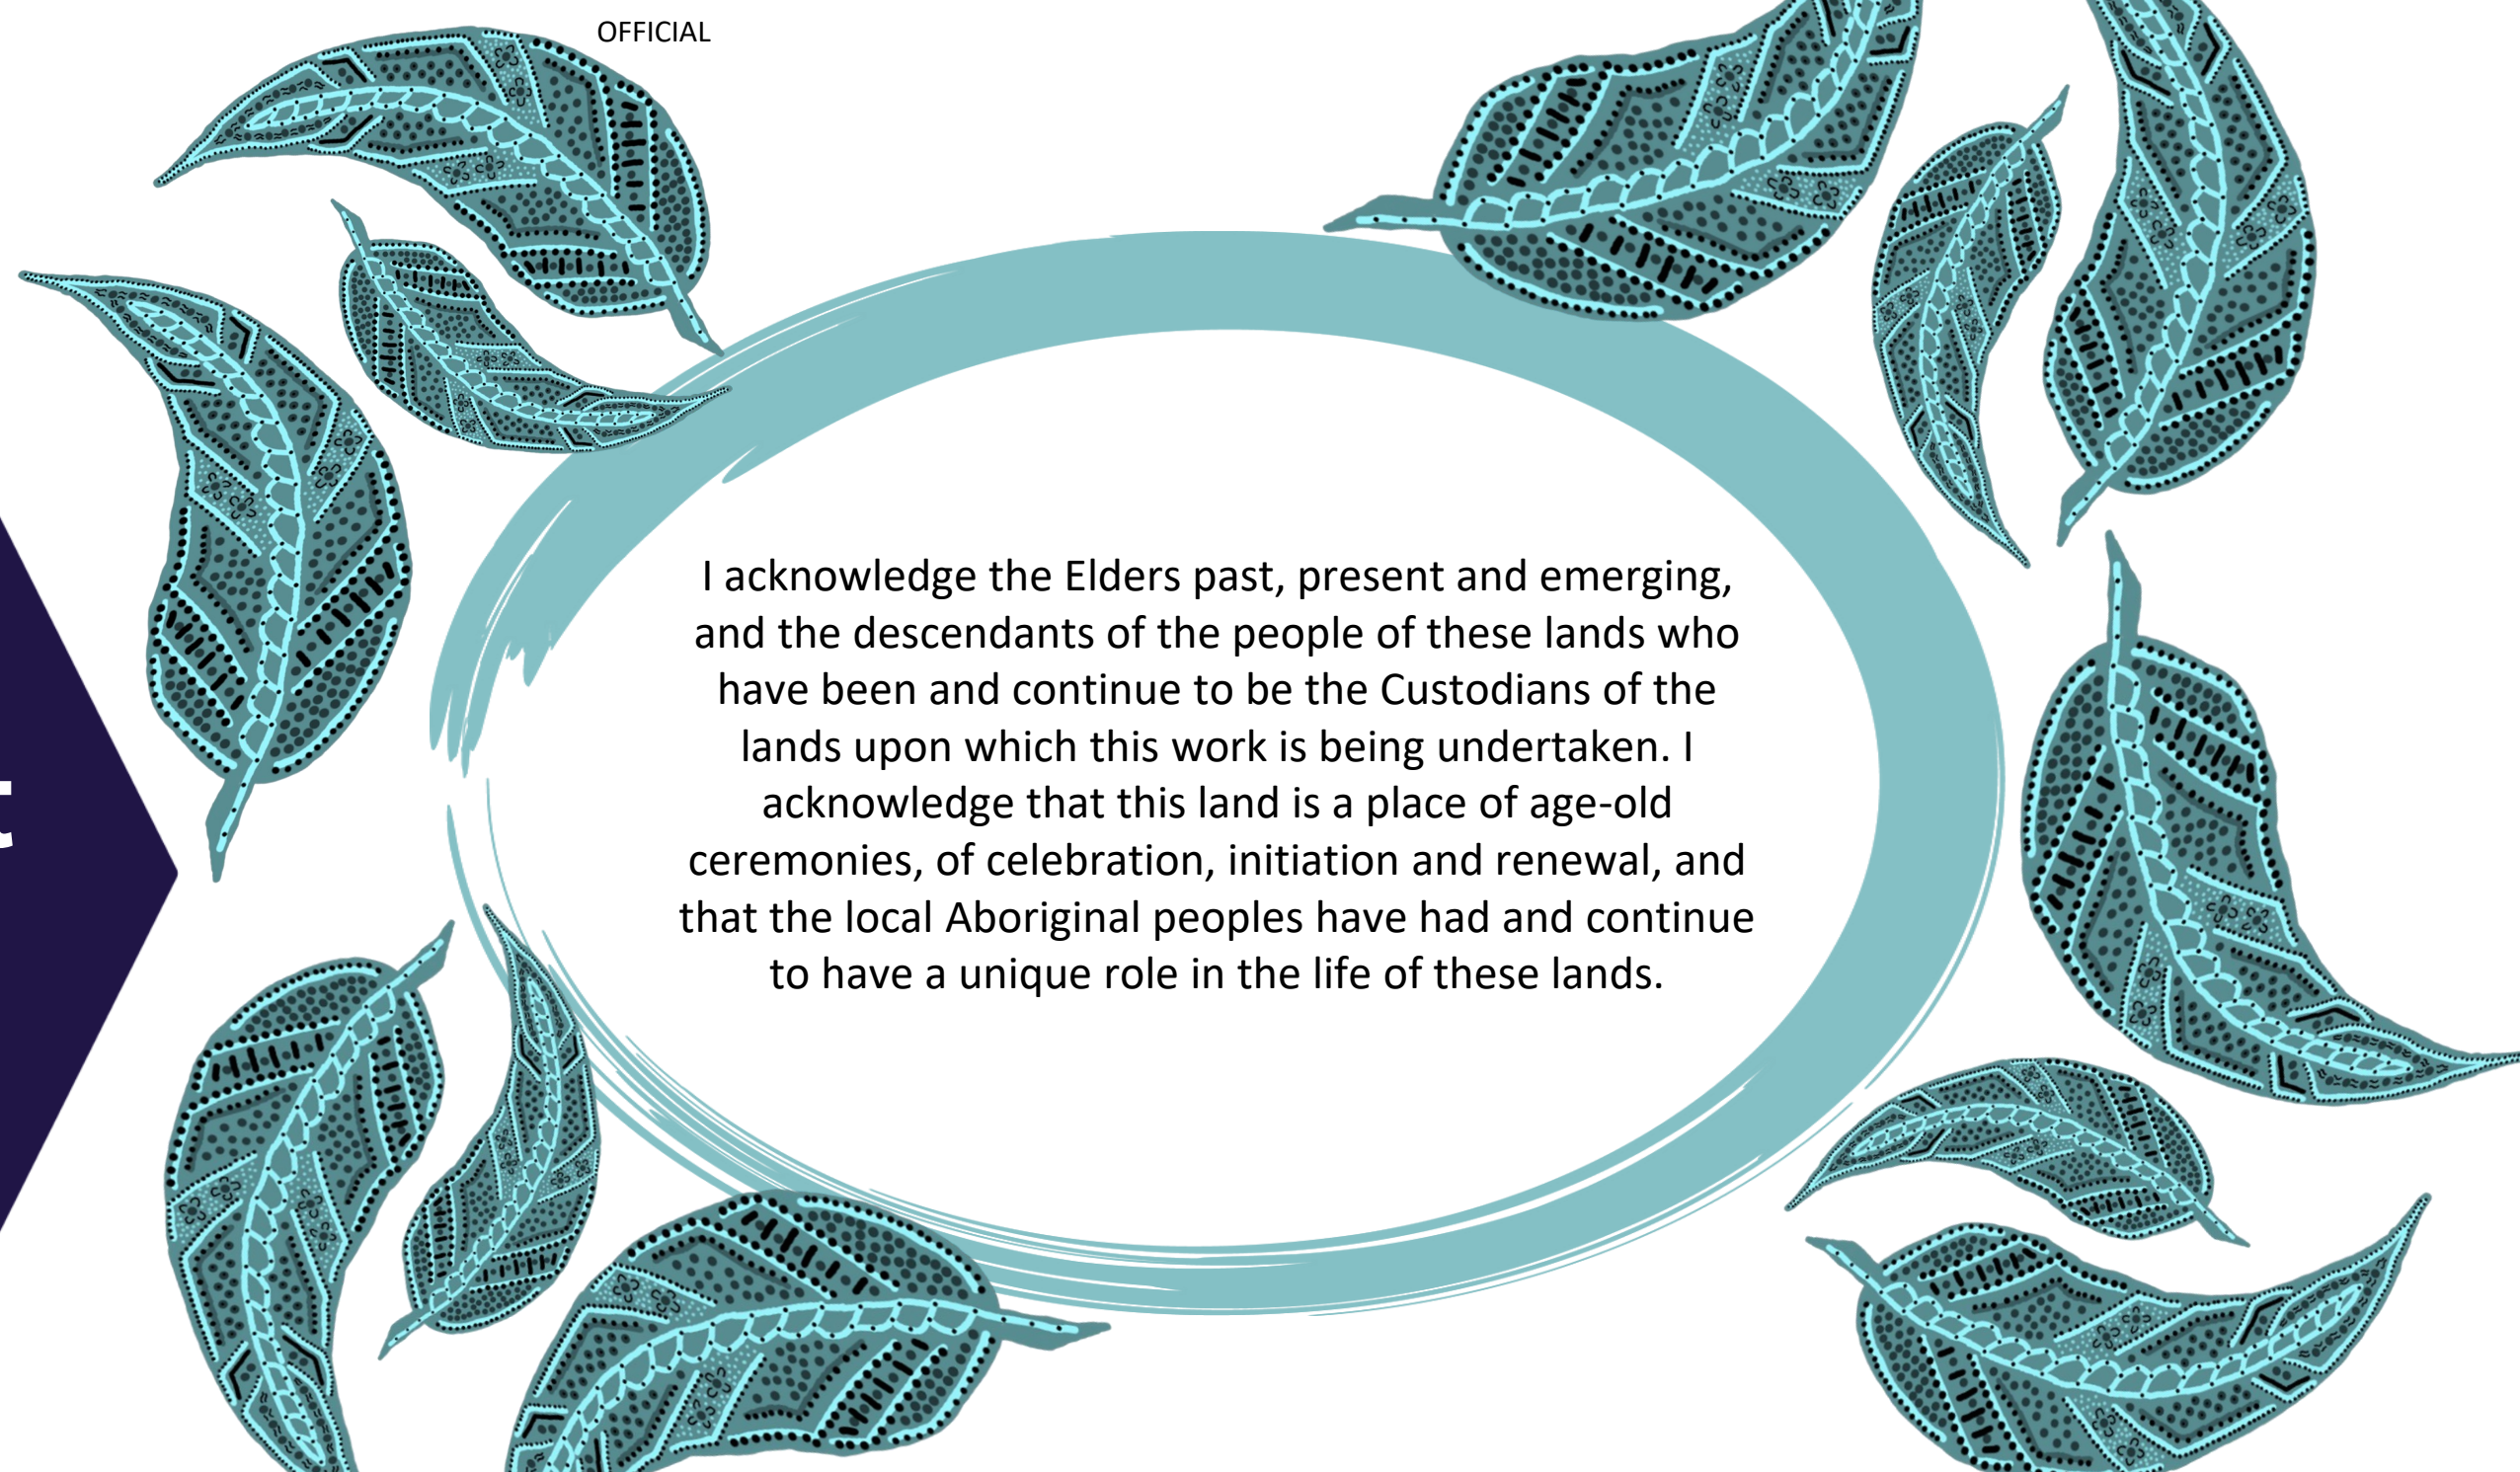 OFFICIAL
I acknowledge the Elders past, present and emerging,
and the descendants of the people of these lands who
have been and continue to be the Custodians of the
lands upon which this work is being undertaken. I
acknowledge that this land is a place of age-old
ceremonies, of celebration, initiation and renewal, and
that the local Aboriginal peoples have had and continue
to have a unique role in the life of these lands.